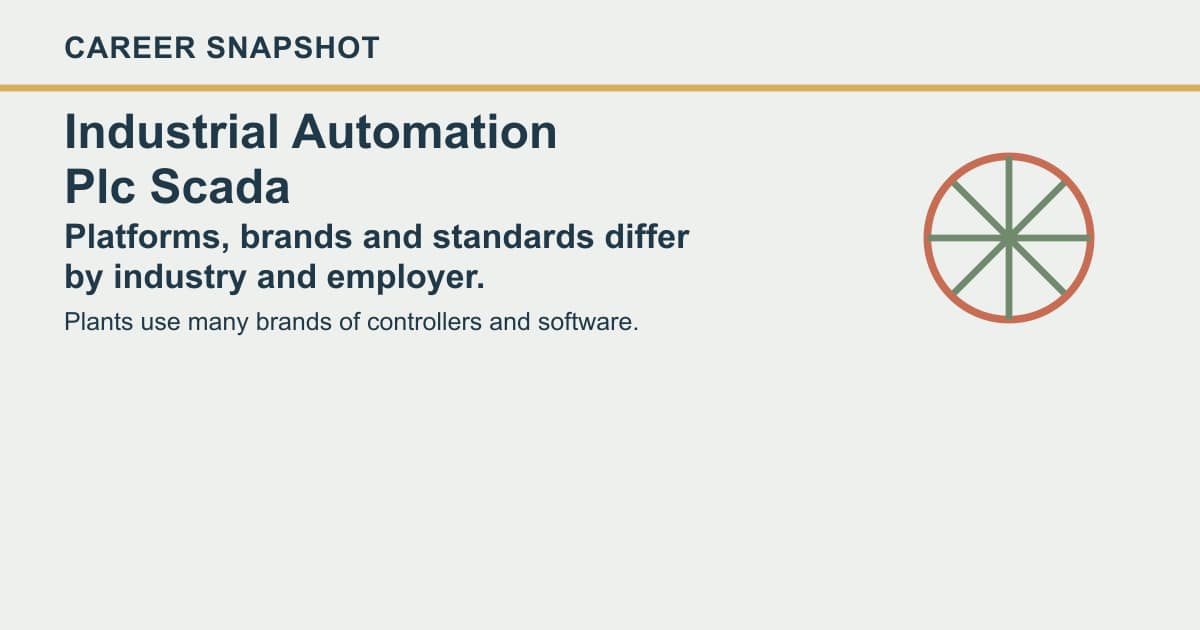 CAREER SNAPSHOT
Industrial Automation
Plc Scada
Platforms, brands and standards differ
by industry and employer.
Plants use many brands of controllers and software.